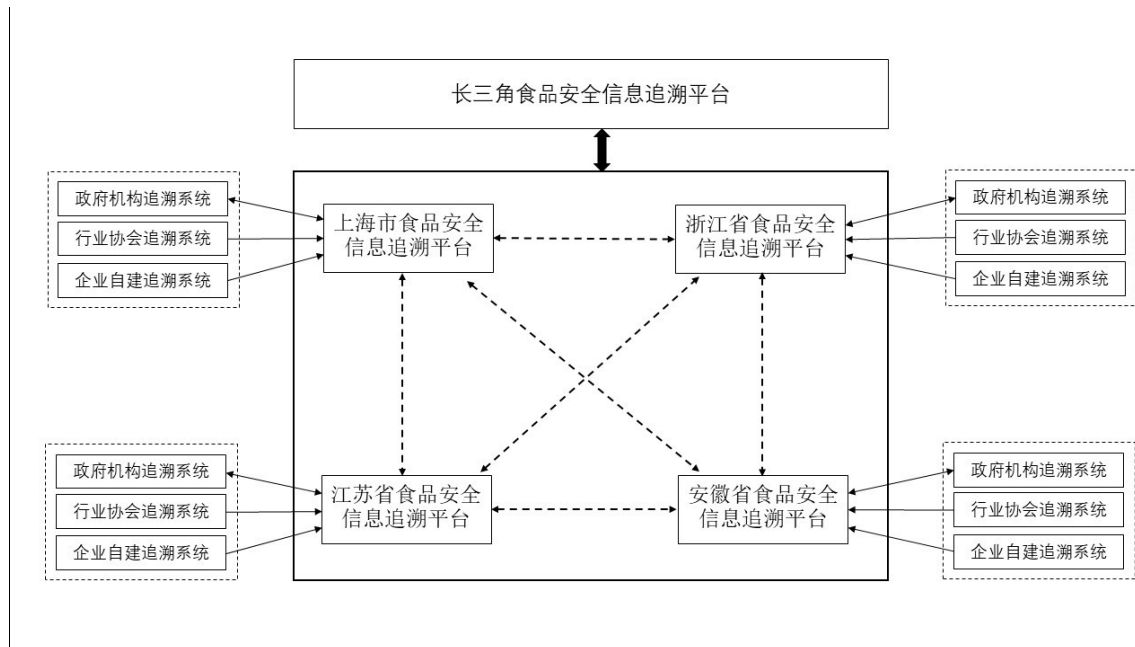 长三角食品安全信息追溯平台
政府机构追溯系统
行业协会追溯系统
企业自建追溯系统
上海市食品安全
信息追溯平台
浙江省食品安全
信息追溯平台
政府机构追溯系统
行业协会追溯系统
企业自建追溯系统
政府机构追溯系统
行业协会追溯系统
企业自建追溯系统
江苏省食品安全
信息追溯平台
安徽省食品安全
信息追溯平台
政府机构追溯系统
行业协会追溯系统
企业自建追溯系统